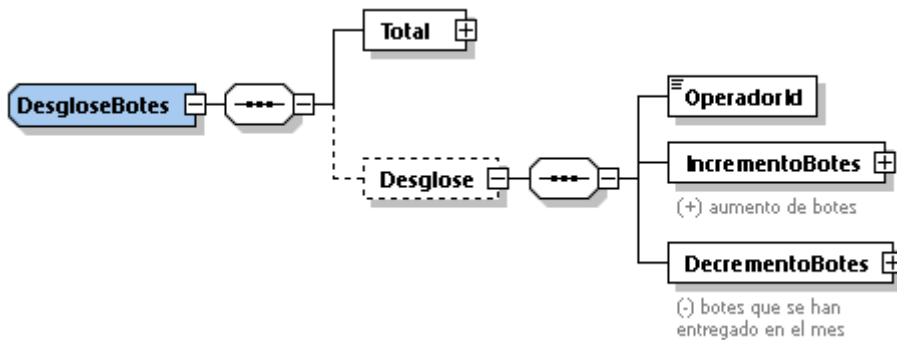 Total
DesgloseBotes
OperadorId
Desglose
IncrementoBotes
(+) aumento de botes
DecrementoBotes
(-) botes que se han
entregado en el mes